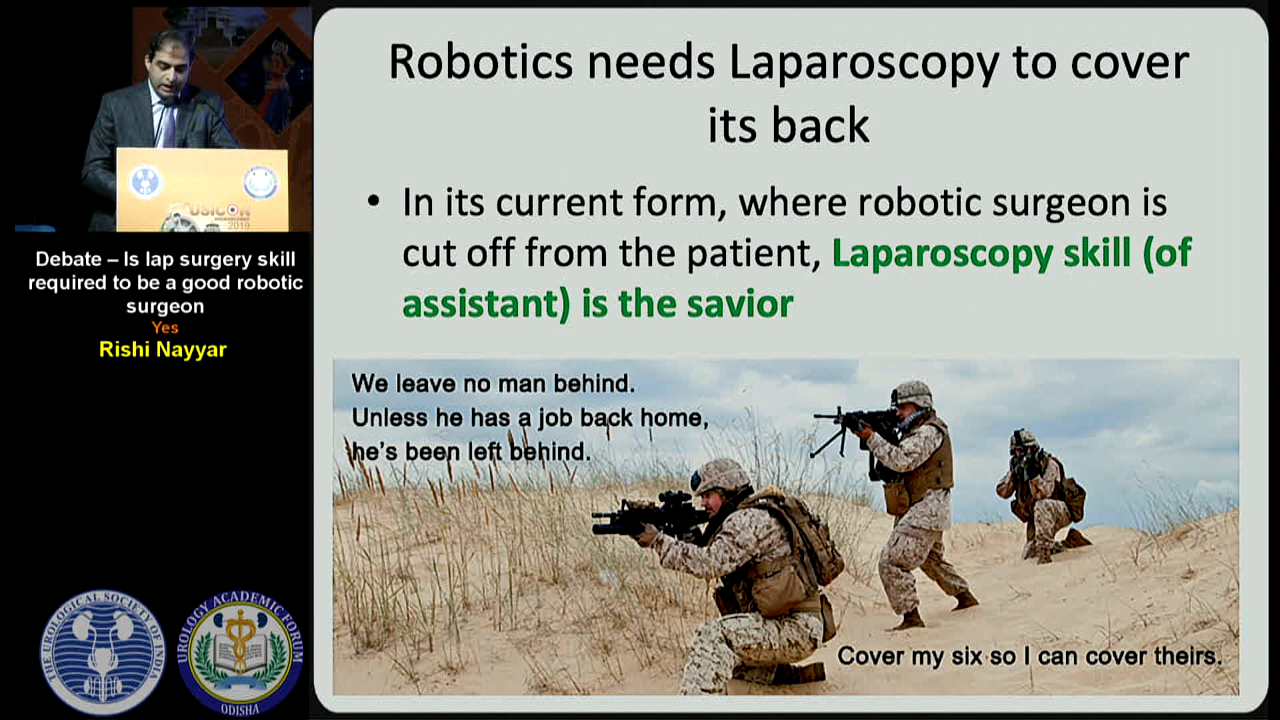 Robotics needs Laparoscopy to cover
its back
• In its current form, where robotic surgeon is
cut off from the patient, Laparoscopy skill (of
assistant) is the savior
We leave no man behind.
Unless he has a job back home,
he's been left behind.
Cover my six so I can cover theirs.
USICON
2019
Debate – Is lap surgery skill
required to be a good robotic
surgeon
Yes
Rishi Nayyar
THE UROLOGICAL SOCIETY OF INDIA
UROLOGY ACADEMIC FORUM
ODISHA